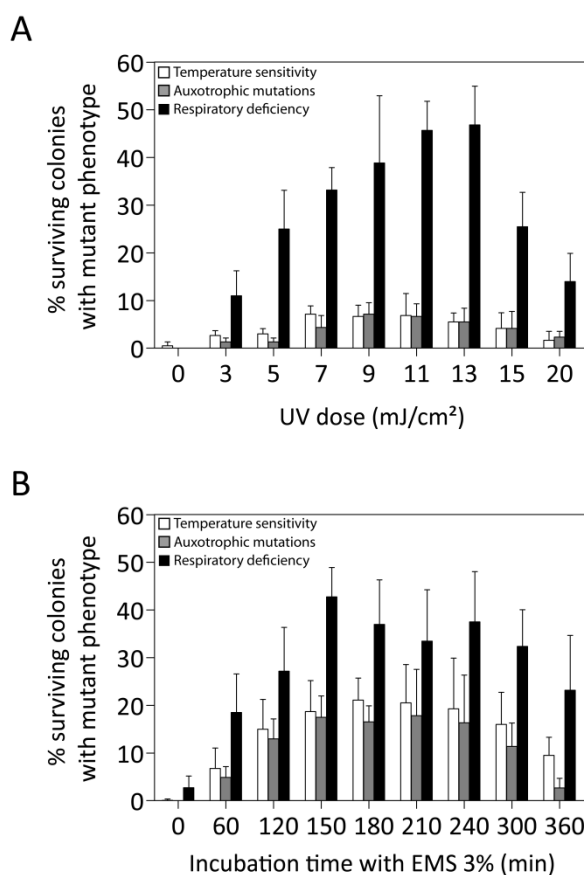 A
% surviving colonies
with mutant phenotype
60
50
40
30
20
10
0
Temperature sensitivity
Auxotrophic mutations
Respiratory deficiency
0 3 5 7 9 11 13 15 20
UV dose (mJ/cm²)
B
% surviving colonies
with mutant phenotype
60
50
40
30
20
10
0
Temperature sensitivity
Auxotrophic mutations
Respiratory deficiency
0 60 120 150 180 210 240 300 360
Incubation time with EMS 3% (min)